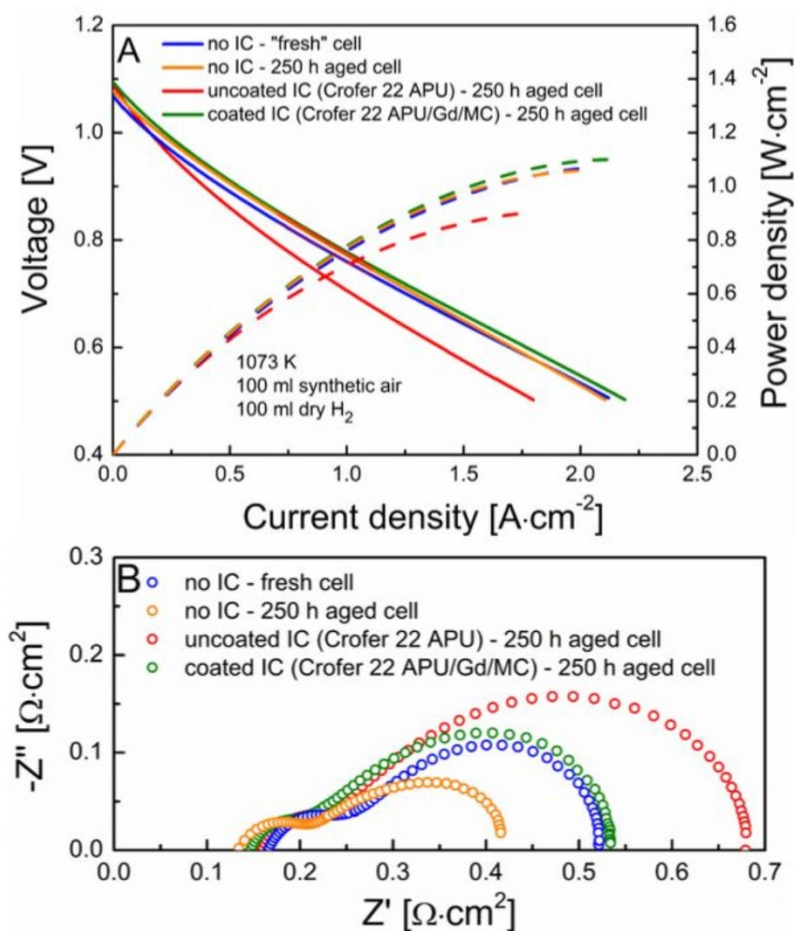 A
no IC - "fresh" cell
no IC - 250 h aged cell
uncoated IC (Crofer 22 APU) - 250 h aged cell
coated IC (Crofer 22 APU/Gd/MC) - 250 h aged cell
1.2
1.0
0.8
0.6
0.4
Voltage [V]
1.6
1.4
1.2
1.0
0.8
0.6
0.4
0.2
0.0
Power density [W·cm⁻²]
1073 K
100 ml synthetic air
100 ml dry H₂
0.0 0.5 1.0 1.5 2.0 2.5
Current density [A·cm⁻²]
B
no IC - fresh cell
no IC - 250 h aged cell
uncoated IC (Crofer 22 APU) - 250 h aged cell
coated IC (Crofer 22 APU/Gd/MC) - 250 h aged cell
0.3
0.2
0.1
0.0
-Z'' [Ω·cm²]
0.0 0.1 0.2 0.3 0.4 0.5 0.6 0.7
Z' [Ω·cm²]